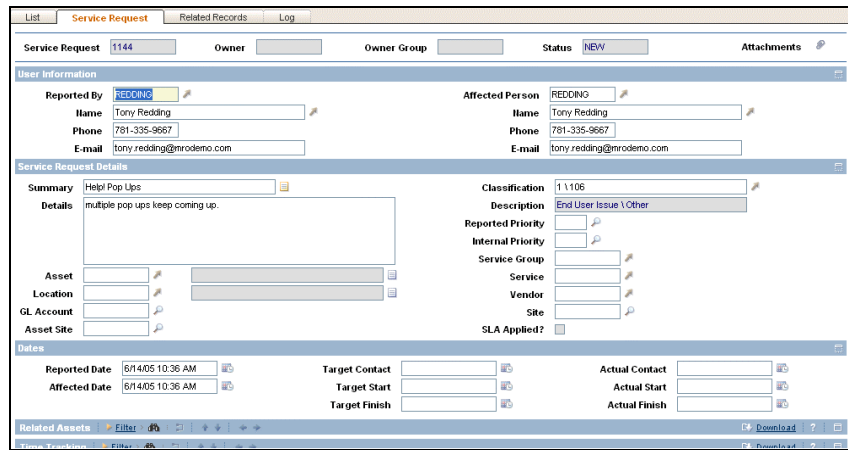 List Service Request Related Records Log
Service Request 1144 Owner Owner Group Status NEW Attachments
User Information
Reported By REDDING Affected Person REDDING
Name Tony Redding Name Tony Redding
Phone 781-335-9667 Phone 781-335-9667
E-mail tony.redding@mrodemo.com E-mail tony.redding@mrodemo.com
Service Request Details
Summary Help! Pop Ups Classification 1 \ 106
Details multiple pop ups keep coming up. Description End User Issue \ Other
Reported Priority
Internal Priority
Service Group
Asset Service
Location Vendor
GL Account Site
Asset Site SLA Applied?
Dates
Reported Date 6/14/05 10:36 AM Target Contact Actual Contact
Affected Date 6/14/05 10:36 AM Target Start Actual Start
Target Finish Actual Finish
Related Assets Filter Download ?
Time Tracking Filter Download ?